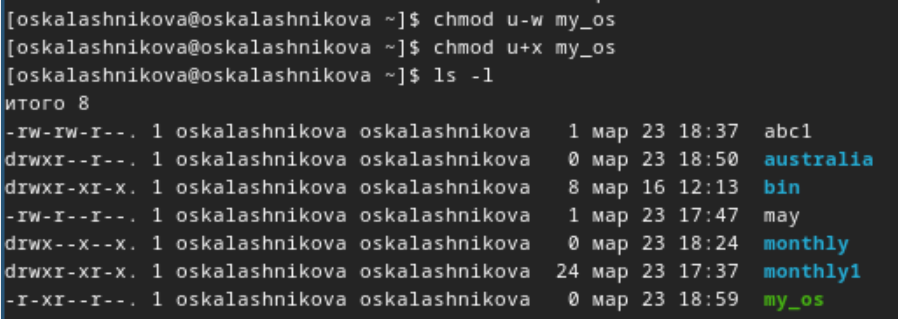 [oskalashnikova@oskalashnikova ~]$ chmod u-w my_os
[oskalashnikova@oskalashnikova ~]$ chmod u+x my_os
[oskalashnikova@oskalashnikova ~]$ ls -l
итого 8
-rw-rw-r--. 1 oskalashnikova oskalashnikova  1 мар 23 18:37 abc1
drwxr--r--. 1 oskalashnikova oskalashnikova  0 мар 23 18:50 australia
drwxr-xr-x. 1 oskalashnikova oskalashnikova  8 мар 16 12:13 bin
-rw-r--r--. 1 oskalashnikova oskalashnikova  1 мар 23 17:47 may
drwx--x--x. 1 oskalashnikova oskalashnikova  0 мар 23 18:24 monthly
drwxr-xr-x. 1 oskalashnikova oskalashnikova 24 мар 23 17:37 monthly1
-r-xr--r--. 1 oskalashnikova oskalashnikova  0 мар 23 18:59 my_os